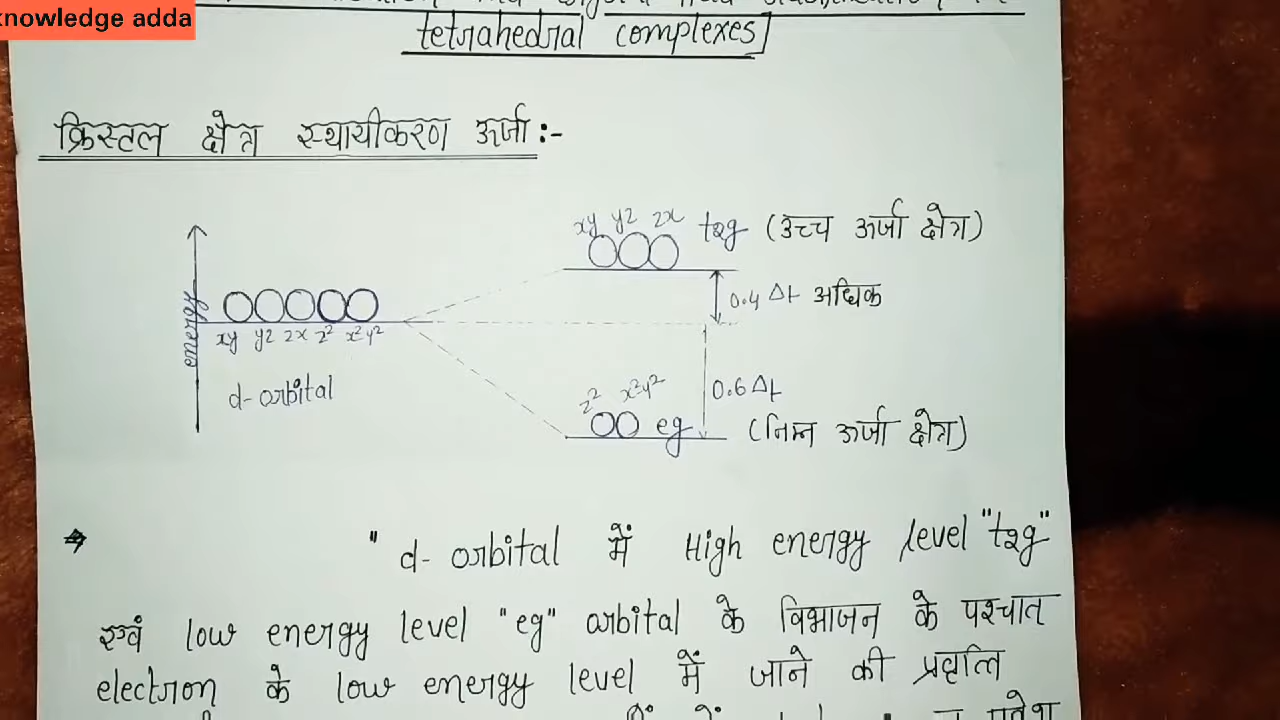 knowledge adda
tetrahedral complexes]
क्रिस्टल क्षेत्र स्थायीकरण ऊर्जा :-
xy yz zx t2g (उच्च ऊर्जा क्षेत्र)
0.4 Δt अधिक
energy
xy yz zx z² x²y²
d-orbital
z² x²y²
0.6 Δt
eg (निम्न ऊर्जा क्षेत्र)
" d- orbital में High energy level "t2g"
एवं low energy level "eg" orbital के विभाजन के पश्चात
electron के low energy level में जाने की प्रवृत्ति